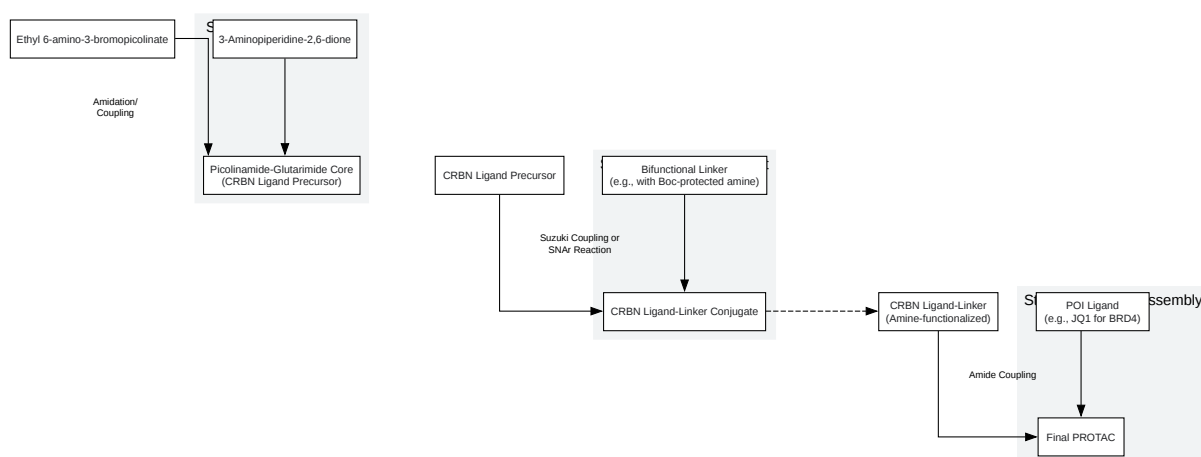 Ethyl 6-amino-3-bromopicolinate
3-Aminopiperidine-2,6-dione
Amidation/
Coupling
Picolinamide-Glutarimide Core
(CRBN Ligand Precursor)
CRBN Ligand Precursor
Bifunctional Linker
(e.g., with Boc-protected amine)
Suzuki Coupling or
SNAr Reaction
CRBN Ligand-Linker Conjugate
CRBN Ligand-Linker
(Amine-functionalized)
POI Ligand
(e.g., JQ1 for BRD4)
Amide Coupling
Final PROTAC